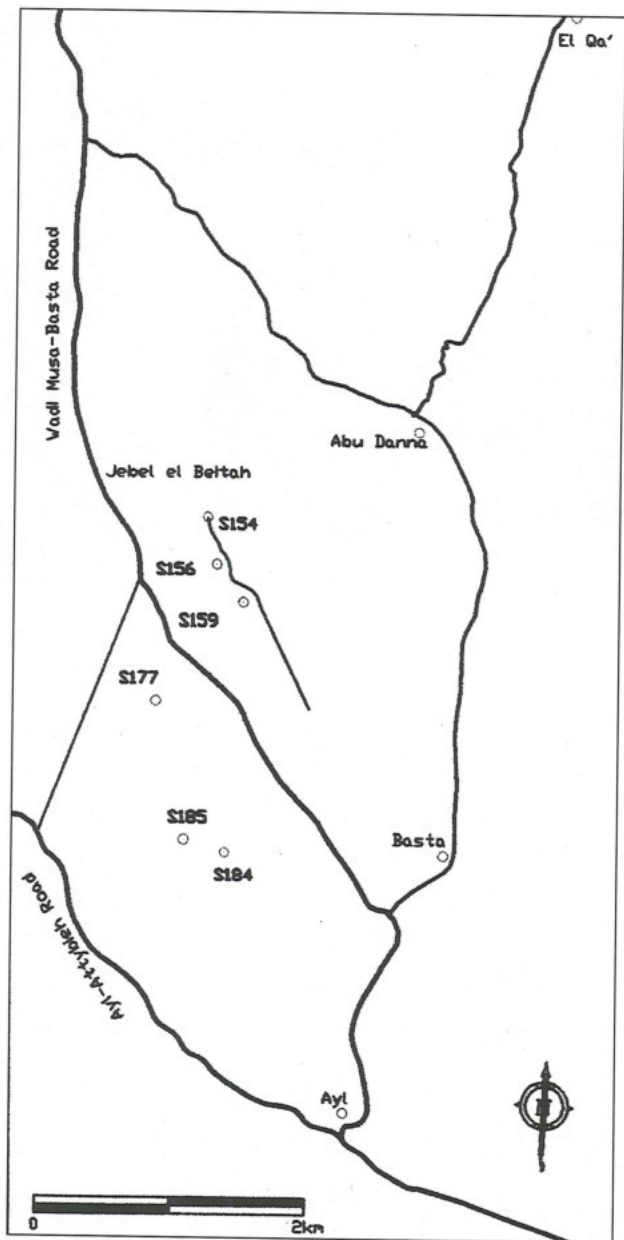 El Qa'
Wadi Musa-Basta Road
Abu Danna
Jebel el Beitah
S154
S156
S159
S177
S185
S184
Basta
Ayl-Attybieh Road
Ayl
N
0 2km